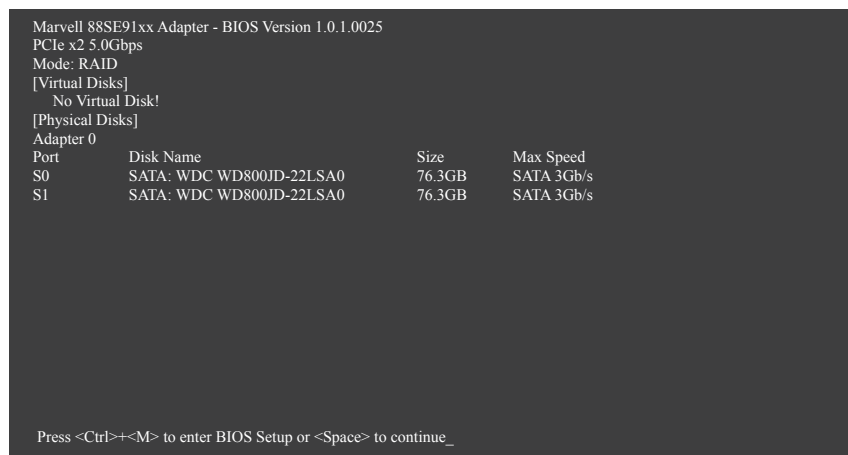 Marvell 88SE91xx Adapter - BIOS Version 1.0.1.0025
PCIe x2 5.0Gbps
Mode: RAID
[Virtual Disks]
No Virtual Disk!
[Physical Disks]
Adapter 0
Port Disk Name Size Max Speed
S0 SATA: WDC WD800JD-22LSA0 76.3GB SATA 3Gb/s
S1 SATA: WDC WD800JD-22LSA0 76.3GB SATA 3Gb/s
Press <Ctrl>+<M> to enter BIOS Setup or <Space> to continue_